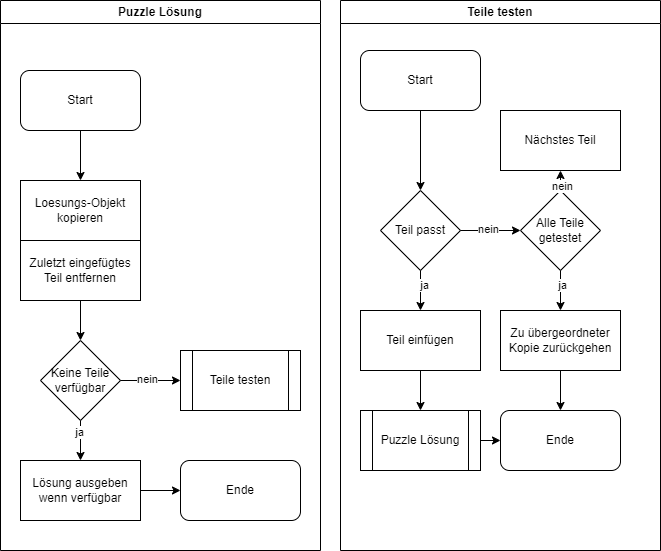 Puzzle Lösung
Start
Loesungs-Objekt
kopieren
Zuletzt eingefügtes
Teil entfernen
Keine Teile
verfügbar
nein
Teile testen
ja
Lösung ausgeben
wenn verfügbar
Ende
Teile testen
Start
Nächstes Teil
nein
Teil passt
nein
Alle Teile
getestet
ja
ja
Teil einfügen
Zu übergeordneter
Kopie zurückgehen
Puzzle Lösung
Ende